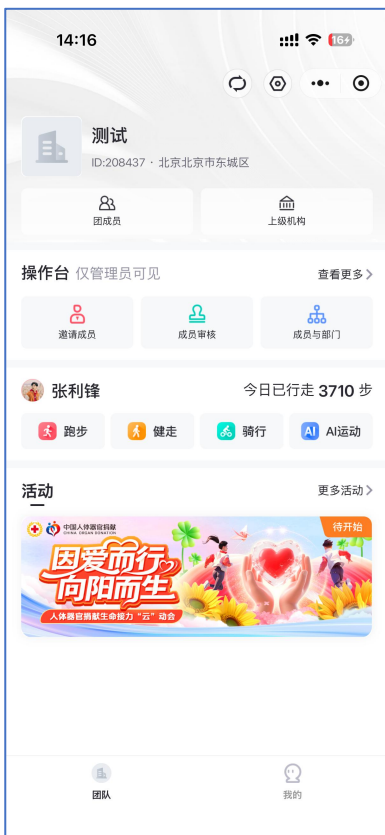 14:16
16
测试
ID:208437 · 北京北京市东城区
团成员
上级机构
操作台 仅管理员可见
查看更多
邀请成员
成员审核
成员与部门
张利锋
今日已行走 3710 步
跑步
健走
骑行
AI AI运动
活动
更多活动
中国人体器官捐献
CHINA ORGAN DONATION
待开始
因爱而行
向阳而生
人体器官捐献生命接力“云”动会
团队
我的